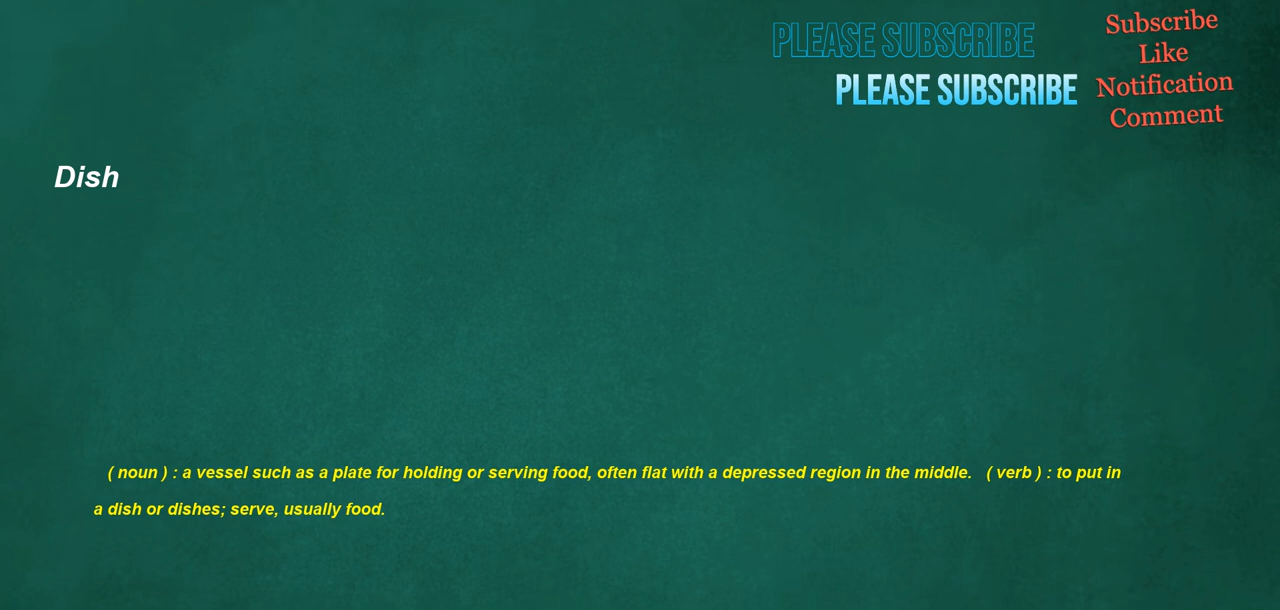 PLEASE SUBSCRIBE
PLEASE SUBSCRIBE
Subscribe
Like
Notification
Comment
Dish
( noun ) : a vessel such as a plate for holding or serving food, often flat with a depressed region in the middle. ( verb ) : to put in
a dish or dishes; serve, usually food.